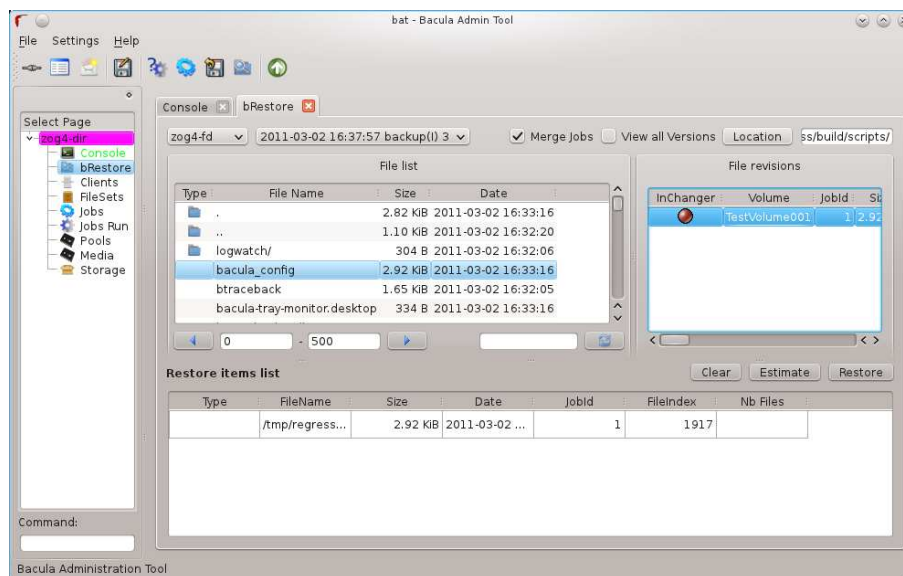 bat - Bacula Admin Tool
File Settings Help
Select Page
zog4-dir
Console
bRestore
Clients
FileSets
Jobs
Jobs Run
Pools
Media
Storage
Command:
Console bRestore
zog4-fd 2011-03-02 16:37:57 backup(I) 3 Merge Jobs View all Versions Location ss/build/scripts/
File list
Type File Name Size Date
. 2.82 KiB 2011-03-02 16:33:16
.. 1.10 KiB 2011-03-02 16:32:20
logwatch/ 304 B 2011-03-02 16:32:06
bacula_config 2.92 KiB 2011-03-02 16:33:16
btraceback 1.65 KiB 2011-03-02 16:32:05
bacula-tray-monitor.desktop 334 B 2011-03-02 16:33:16
0 - 500
File revisions
InChanger Volume JobId Si
TestVolume001 1 2.92
Restore items list Clear Estimate Restore
Type FileName Size Date JobId FileIndex Nb Files
/tmp/regress... 2.92 KiB 2011-03-02 ... 1 1917
Bacula Administration Tool